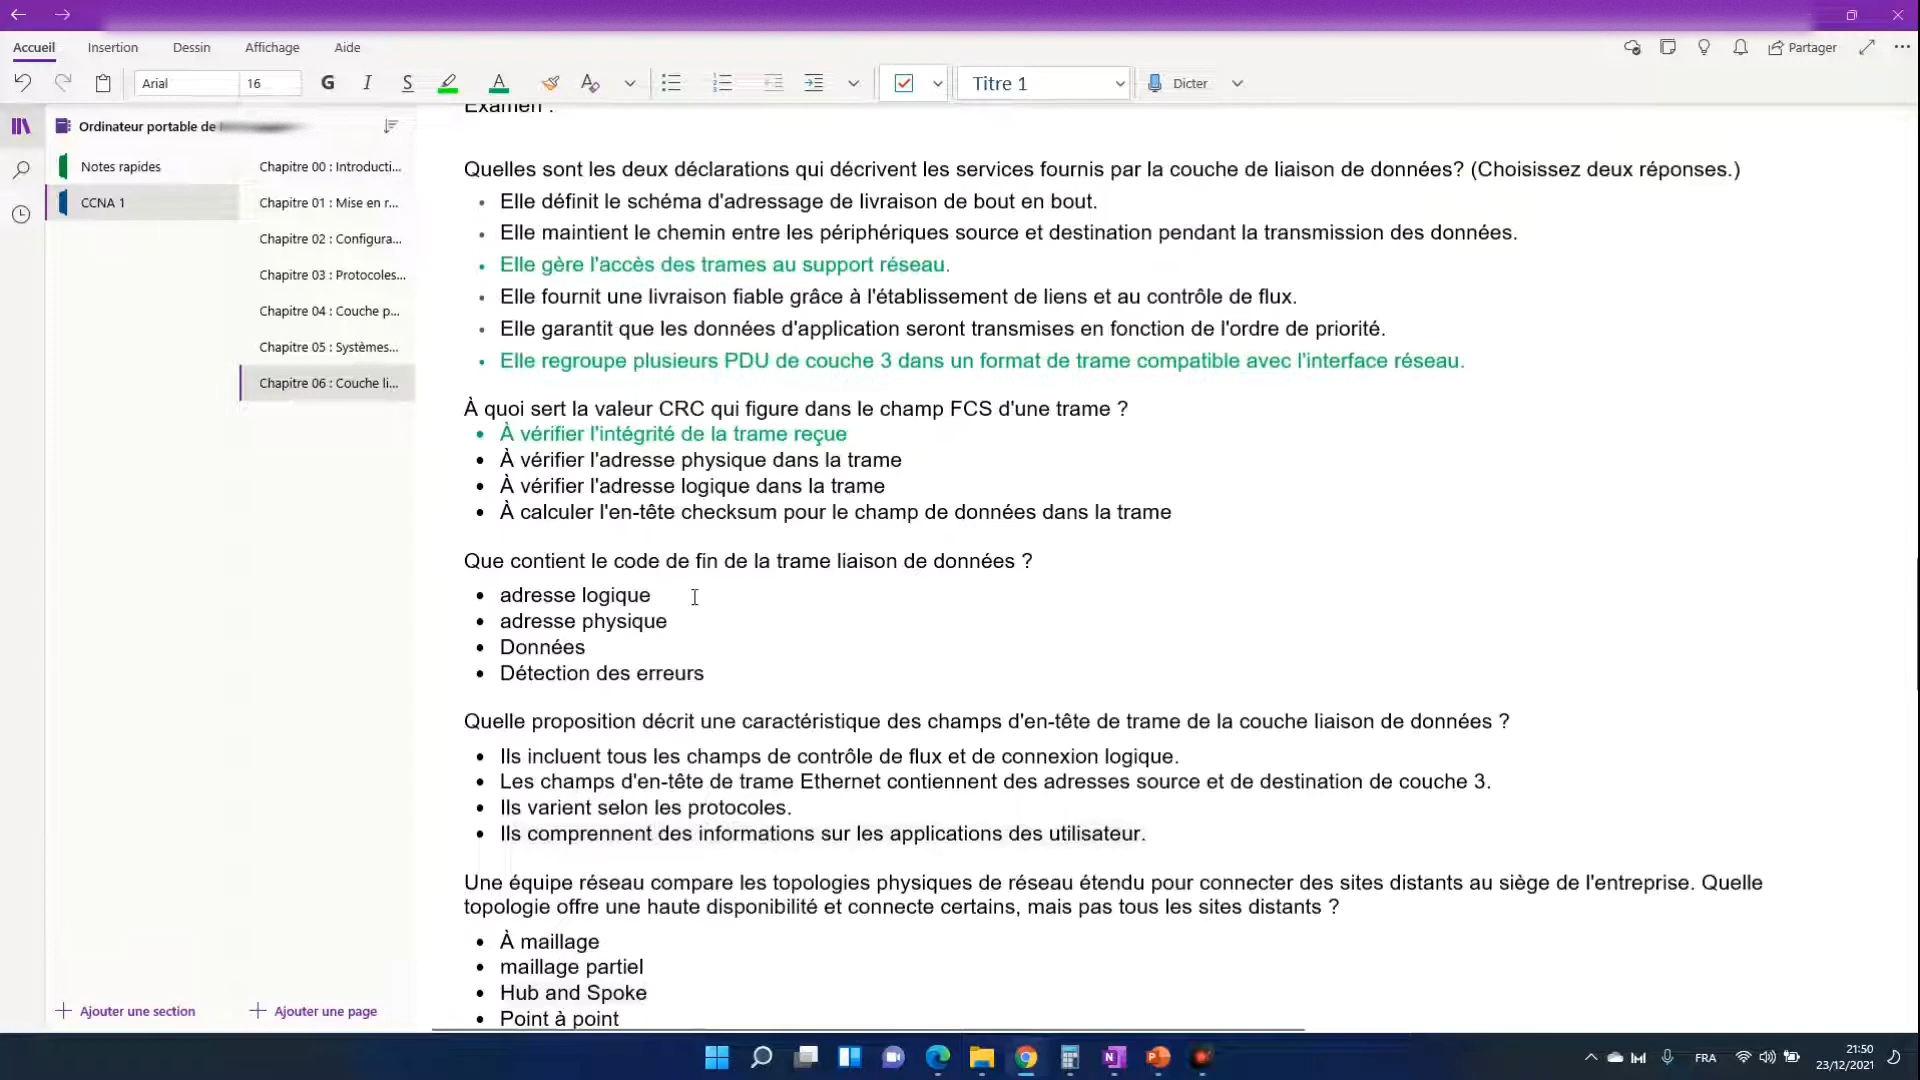 Accueil Insertion Dessin Affichage Aide Partager
Arial 16 G I S A Titre 1 Dicter
Ordinateur portable de
Notes rapides
CCNA 1
Chapitre 00 : Introducti...
Chapitre 01 : Mise en r...
Chapitre 02 : Configura...
Chapitre 03 : Protocoles...
Chapitre 04 : Couche p...
Chapitre 05 : Systèmes...
Chapitre 06 : Couche li...
Examen :
Quelles sont les deux déclarations qui décrivent les services fournis par la couche de liaison de données? (Choisissez deux réponses.)
• Elle définit le schéma d'adressage de livraison de bout en bout.
• Elle maintient le chemin entre les périphériques source et destination pendant la transmission des données.
• Elle gère l'accès des trames au support réseau.
• Elle fournit une livraison fiable grâce à l'établissement de liens et au contrôle de flux.
• Elle garantit que les données d'application seront transmises en fonction de l'ordre de priorité.
• Elle regroupe plusieurs PDU de couche 3 dans un format de trame compatible avec l'interface réseau.
À quoi sert la valeur CRC qui figure dans le champ FCS d'une trame ?
• À vérifier l'intégrité de la trame reçue
• À vérifier l'adresse physique dans la trame
• À vérifier l'adresse logique dans la trame
• À calculer l'en-tête checksum pour le champ de données dans la trame
Que contient le code de fin de la trame liaison de données ?
• adresse logique
• adresse physique
• Données
• Détection des erreurs
Quelle proposition décrit une caractéristique des champs d'en-tête de trame de la couche liaison de données ?
• Ils incluent tous les champs de contrôle de flux et de connexion logique.
• Les champs d'en-tête de trame Ethernet contiennent des adresses source et de destination de couche 3.
• Ils varient selon les protocoles.
• Ils comprennent des informations sur les applications des utilisateur.
Une équipe réseau compare les topologies physiques de réseau étendu pour connecter des sites distants au siège de l'entreprise. Quelle
topologie offre une haute disponibilité et connecte certains, mais pas tous les sites distants ?
• À maillage
• maillage partiel
• Hub and Spoke
• Point à point
Ajouter une section
Ajouter une page
FRA
21:50
23/12/2021